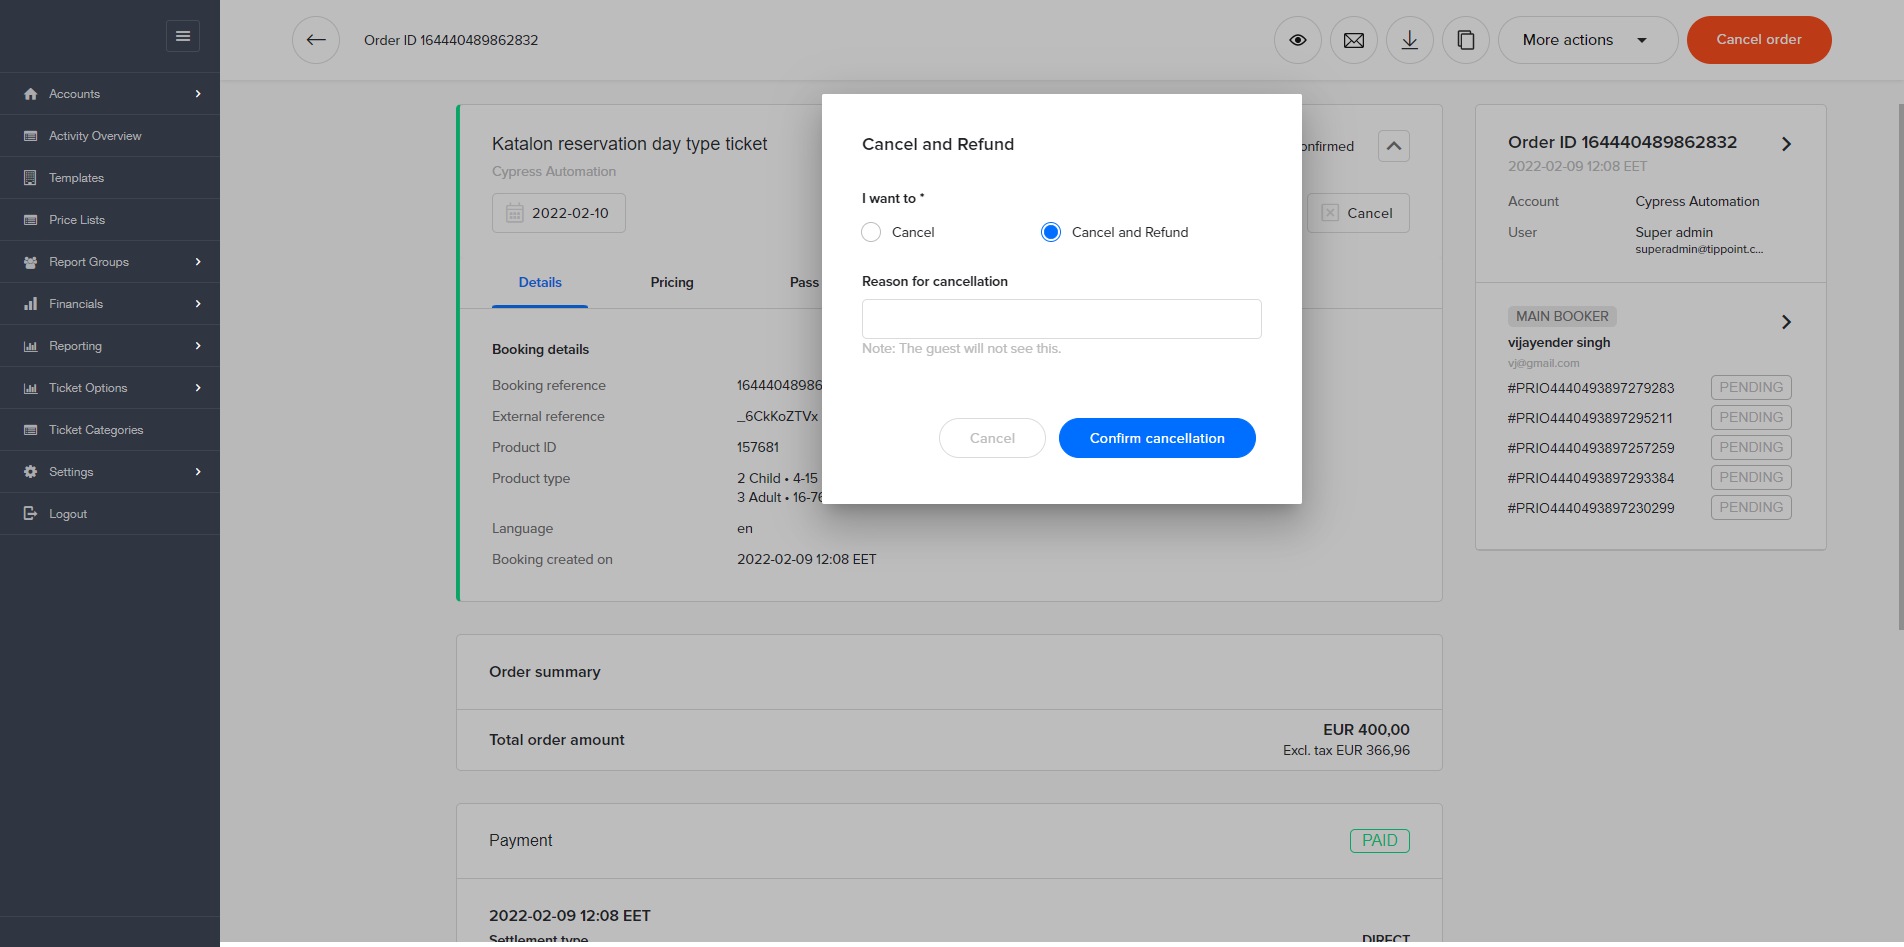 Accounts
Activity Overview
Templates
Price Lists
Report Groups
Financials
Reporting
Ticket Options
Ticket Categories
Settings
Logout
Order ID 164440489862832
More actions
Cancel order
Katalon reservation day type ticket
Cypress Automation
2022-02-10
onfirmed
Cancel
Details
Pricing
Pass
Booking details
Booking reference
16444048986
External reference
_6CkKoZTVx
Product ID
157681
Product type
2 Child • 4-15
3 Adult • 16-76
Language
en
Booking created on
2022-02-09 12:08 EET
Cancel and Refund
I want to *
Cancel
Cancel and Refund
Reason for cancellation
Note: The guest will not see this.
Cancel
Confirm cancellation
Order summary
Total order amount
EUR 400,00
Excl. tax EUR 366,96
Payment
PAID
2022-02-09 12:08 EET
Settlement type
DIRECT
Order ID 164440489862832
2022-02-09 12:08 EET
Account
Cypress Automation
User
Super admin
superadmin@tippoint.c...
MAIN BOOKER
vijayender singh
vj@gmail.com
#PRIO4440493897279283 PENDING
#PRIO4440493897295211 PENDING
#PRIO4440493897257259 PENDING
#PRIO4440493897293384 PENDING
#PRIO4440493897230299 PENDING